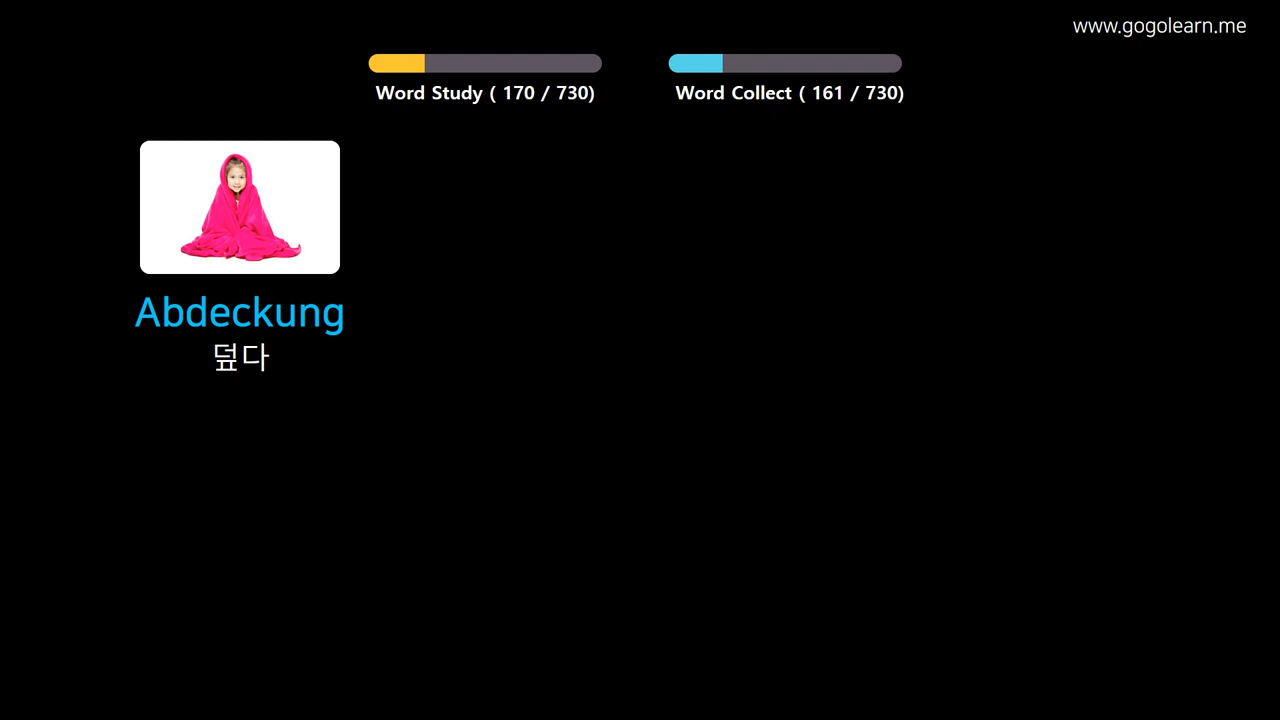 www.gogolearn.me
Word Study ( 170 / 730)
Word Collect ( 161 / 730)
Abdeckung
덮다